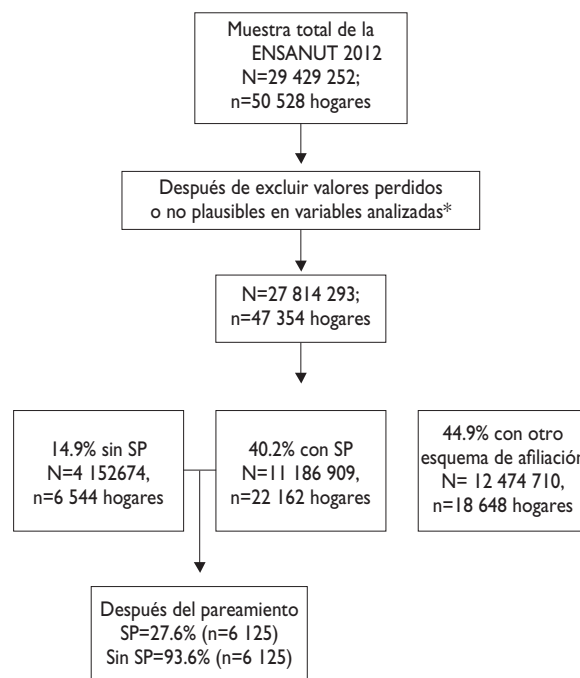 Muestra total de la
ENSANUT 2012
N=29 429 252;
n=50 528 hogares
Después de excluir valores perdidos
o no plausibles en variables analizadas*
N=27 814 293;
n=47 354 hogares
14.9% sin SP
N=4 152674,
n=6 544 hogares
40.2% con SP
N=11 186 909,
n=22 162 hogares
44.9% con otro
esquema de afiliación
N= 12 474 710,
n=18 648 hogares
Después del pareamiento
SP=27.6% (n=6 125)
Sin SP=93.6% (n=6 125)